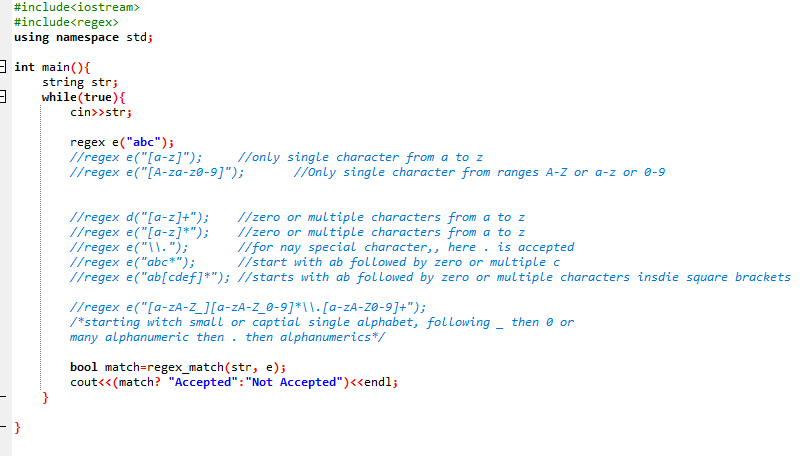 #include<iostream>
#include<regex>
using namespace std;
int main(){
string str;
while(true){
cin>>str;
regex e("abc");
//regex e("[a-z]"); //only single character from a to z
//regex e("[A-Za-z0-9]"); //Only single character from ranges A-Z or a-z or 0-9
//regex d("[a-z]+"); //zero or multiple characters from a to z
//regex e("[a-z]*"); //zero or multiple characters from a to z
//regex e("\\."); //for nay special character,, here . is accepted
//regex e("abc*"); //start with ab followed by zero or multiple c
//regex e("ab[cdef]*"); //starts with ab followed by zero or multiple characters insdie square brackets
//regex e("[a-zA-Z_][a-zA-Z_0-9]*\\.[a-zA-Z0-9]+");
/*starting witch small or captial single alphabet, following _ then 0 or
many alphanumeric then . then alphanumerics*/
bool match=regex_match(str, e);
cout<<(match? "Accepted":"Not Accepted")<<endl;
}
}